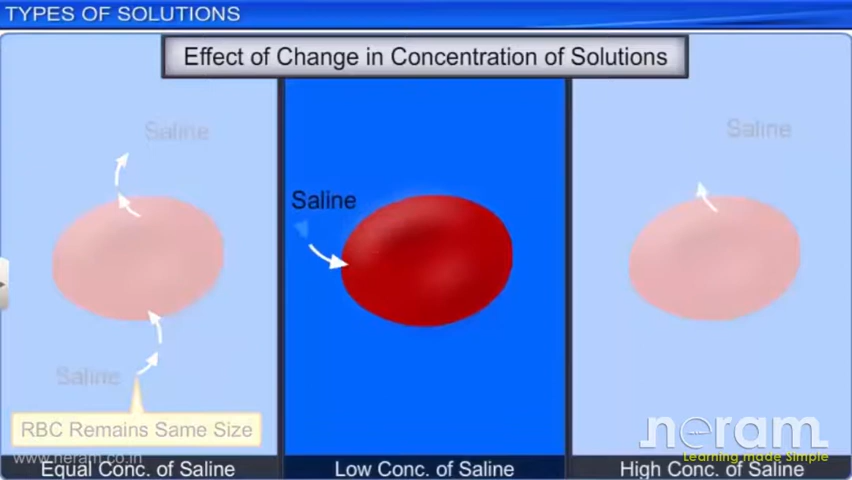 TYPES OF SOLUTIONS
Effect of Change in Concentration of Solutions
Saline
Saline
RBC Remains Same Size
Equal Conc. of Saline
Saline
Low Conc. of Saline
Saline
High Conc. of Saline
www.neram.co.in
neram
Learning made Simple